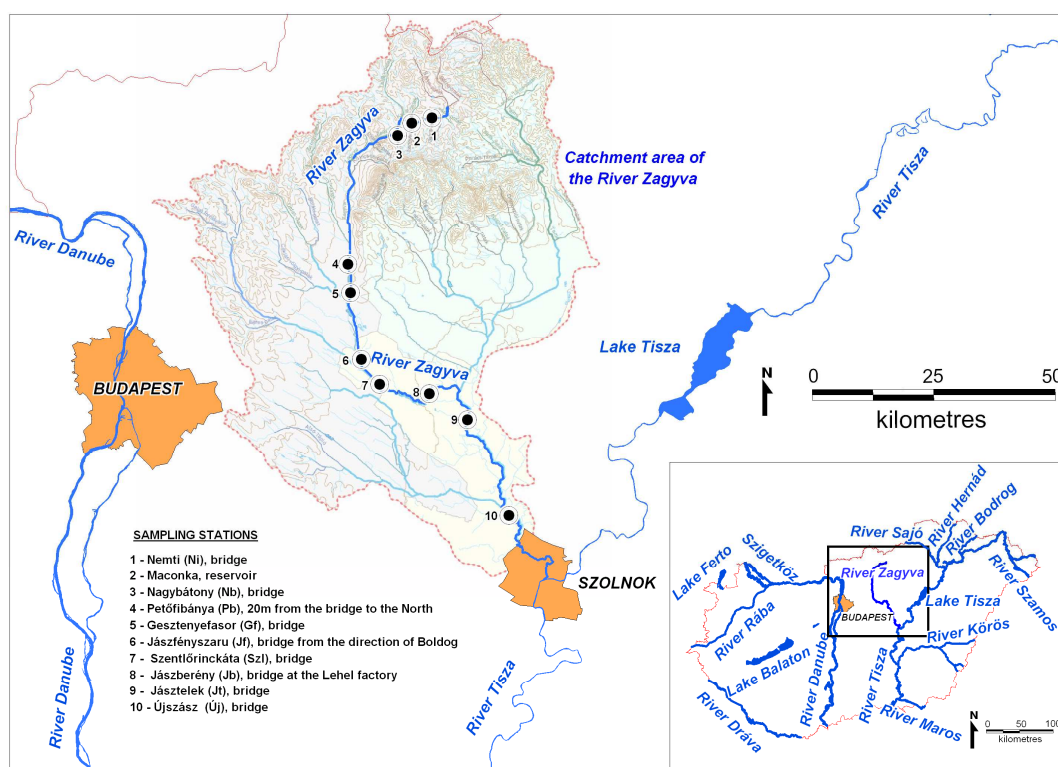 River Zagyva
1
2
3
Catchment area of
the River Zagyva
River Tisza
River Danube
4
5
6
River Zagyva
7
8
9
10
BUDAPEST
Lake Tisza
N
0 25 50
kilometres
SZOLNOK
River Tisza
River Danube
SAMPLING STATIONS
1 - Nemti (Ni), bridge
2 - Maconka, reservoir
3 - Nagybátony (Nb), bridge
4 - Petőfibánya (Pb), 20m from the bridge to the North
5 - Gesztenyefasor (Gf), bridge
6 - Jászfényszaru (Jf), bridge from the direction of Boldog
7 - Szentlőrinckáta (Szl), bridge
8 - Jászberény (Jb), bridge at the Lehel factory
9 - Jásztelek (Jt), bridge
10 - Újszász (Új), bridge
River Hernád
River Bodrog
River Sajó
Szigetköz
Lake Ferto
River Zagyva
River Szamos
Lake Tisza
BUDAPEST
River Rába
River Körös
Lake Balaton
River Danube
River Tisza
River Dráva
River Maros
N
0 50 100
kilometres